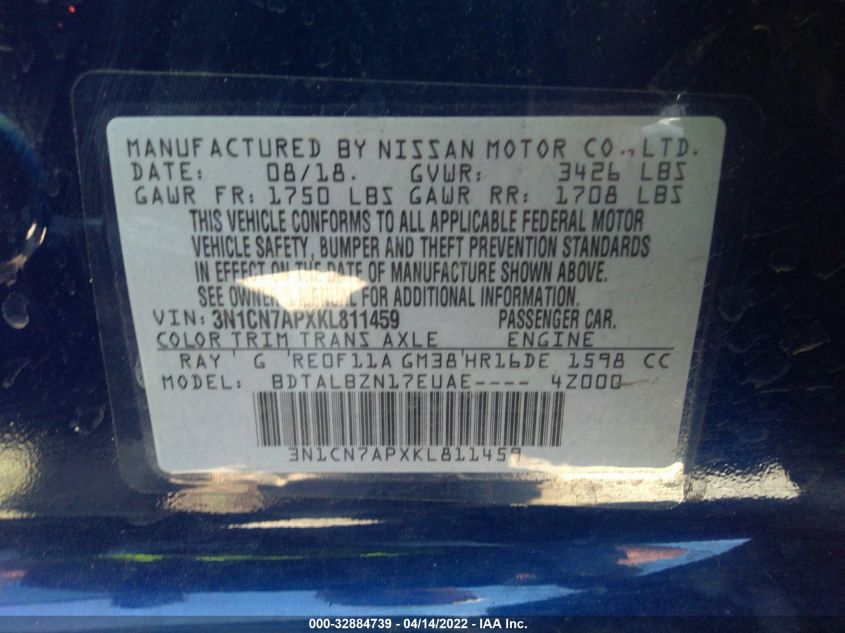 MANUFACTURED BY NISSAN MOTOR CO.,LTD.
DATE: 08/18. GVWR: 3426 LBS
GAWR FR: 1750 LBS GAWR RR: 1708 LBS
THIS VEHICLE CONFORMS TO ALL APPLICABLE FEDERAL MOTOR
VEHICLE SAFETY, BUMPER AND THEFT PREVENTION STANDARDS
IN EFFECT ON THE DATE OF MANUFACTURE SHOWN ABOVE.
SEE OWNER'S MANUAL FOR ADDITIONAL INFORMATION.
VIN: 3N1CN7APXKL811459 PASSENGER CAR.
COLOR TRIM TRANS AXLE ENGINE
RAY G RE0F11A GM38 HR16DE 1598 CC
MODEL: BDTALBZN17EUAE---- 4Z000
3N1CN7APXKL811459
000-32884739 - 04/14/2022 - IAA Inc.